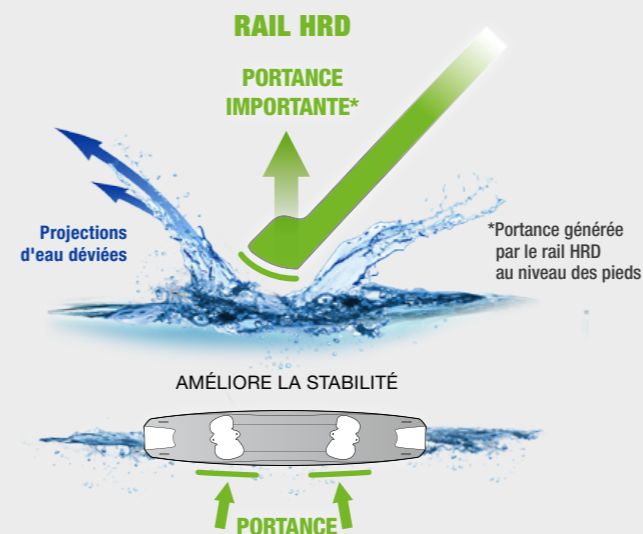 RAIL HRD
PORTANCE
IMPORTANTE*
Projections
d'eau déviées
*Portance générée
par le rail HRD
au niveau des pieds
AMÉLIORE LA STABILITÉ
PORTANCE